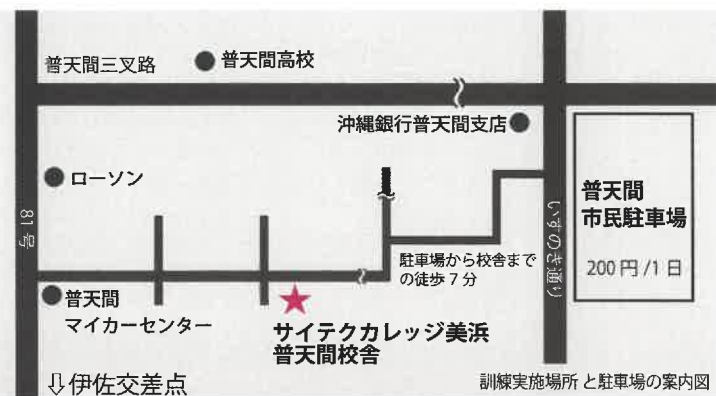 普天間三叉路
普天間高校
沖縄銀行普天間支店
ローソン
81号
いすのき通り
普天間
市民駐車場
200円/1日
駐車場から校舎まで
の徒歩7分
普天間
マイカーセンター
サイテクカレッジ美浜
普天間校舎
⇩伊佐交差点
訓練実施場所と駐車場の案内図